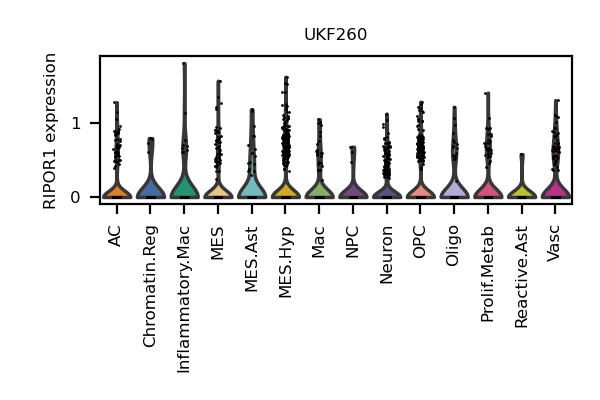 UKF260
RIPOR1 expression
1
0
AC
Chromatin.Reg
Inflammatory.Mac
MES
MES.Ast
MES.Hyp
Mac
NPC
Neuron
OPC
Oligo
Prolif.Metab
Reactive.Ast
Vasc